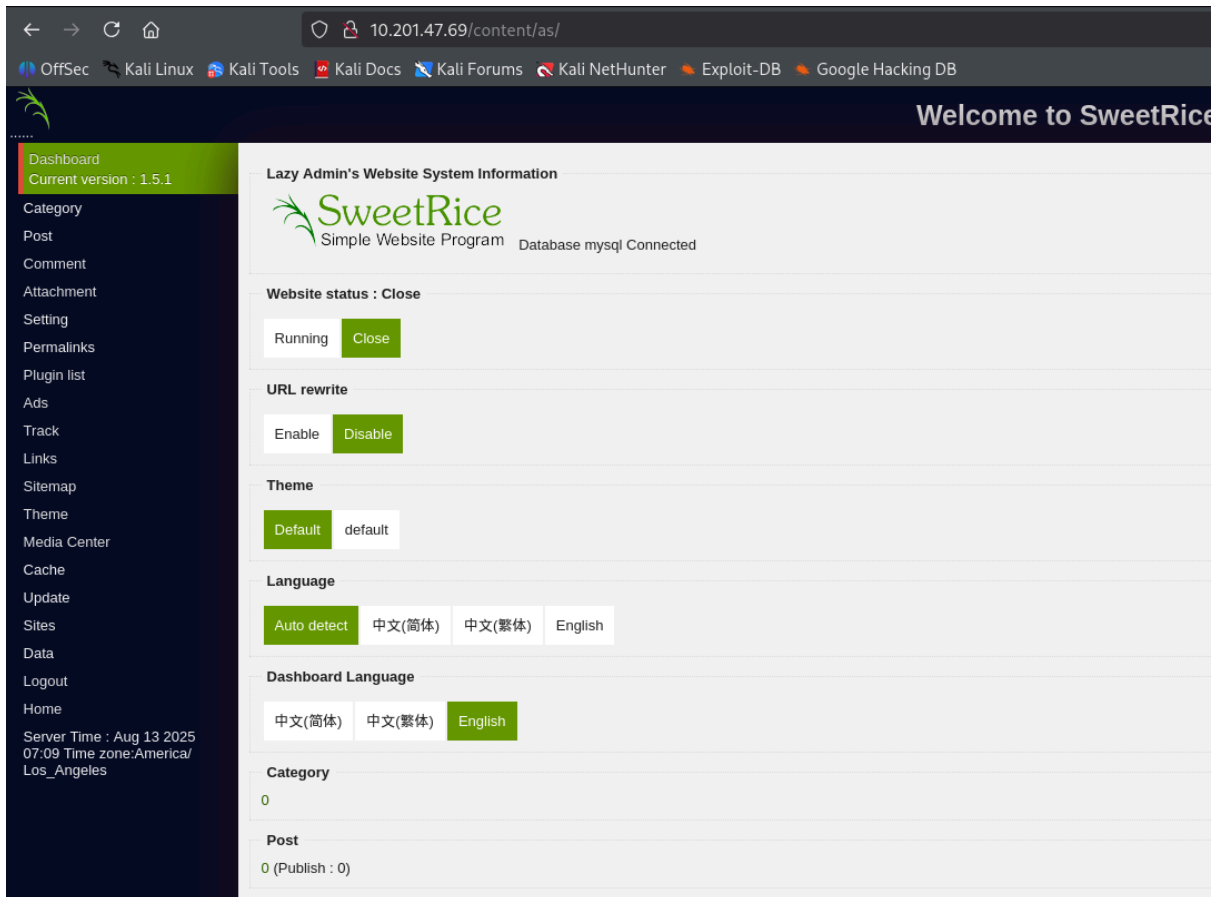 10.201.47.69/content/as/
OffSec Kali Linux Kali Tools Kali Docs Kali Forums Kali NetHunter Exploit-DB Google Hacking DB
......
Welcome to SweetRice
Dashboard
Current version : 1.5.1
Category
Post
Comment
Attachment
Setting
Permalinks
Plugin list
Ads
Track
Links
Sitemap
Theme
Media Center
Cache
Update
Sites
Data
Logout
Home
Server Time : Aug 13 2025
07:09 Time zone:America/
Los_Angeles
Lazy Admin's Website System Information
SweetRice
Simple Website Program Database mysql Connected
Website status : Close
Running Close
URL rewrite
Enable Disable
Theme
Default default
Language
Auto detect 中文(简体) 中文(繁体) English
Dashboard Language
中文(简体) 中文(繁体) English
Category
0
Post
0 (Publish : 0)